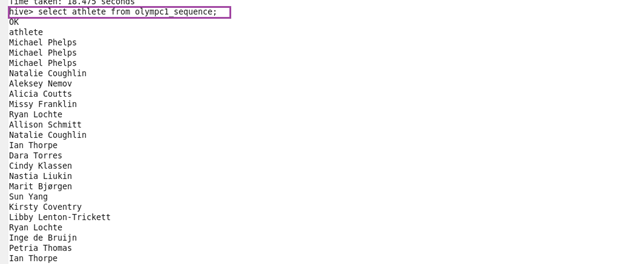 Time taken: 18.475 seconds
hive> select athlete from olympc1_sequence;
OK
athlete
Michael Phelps
Michael Phelps
Michael Phelps
Natalie Coughlin
Aleksey Nemov
Alicia Coutts
Missy Franklin
Ryan Lochte
Allison Schmitt
Natalie Coughlin
Ian Thorpe
Dara Torres
Cindy Klassen
Nastia Liukin
Marit Bjørgen
Sun Yang
Kirsty Coventry
Libby Lenton-Trickett
Ryan Lochte
Inge de Bruijn
Petria Thomas
Ian Thorpe